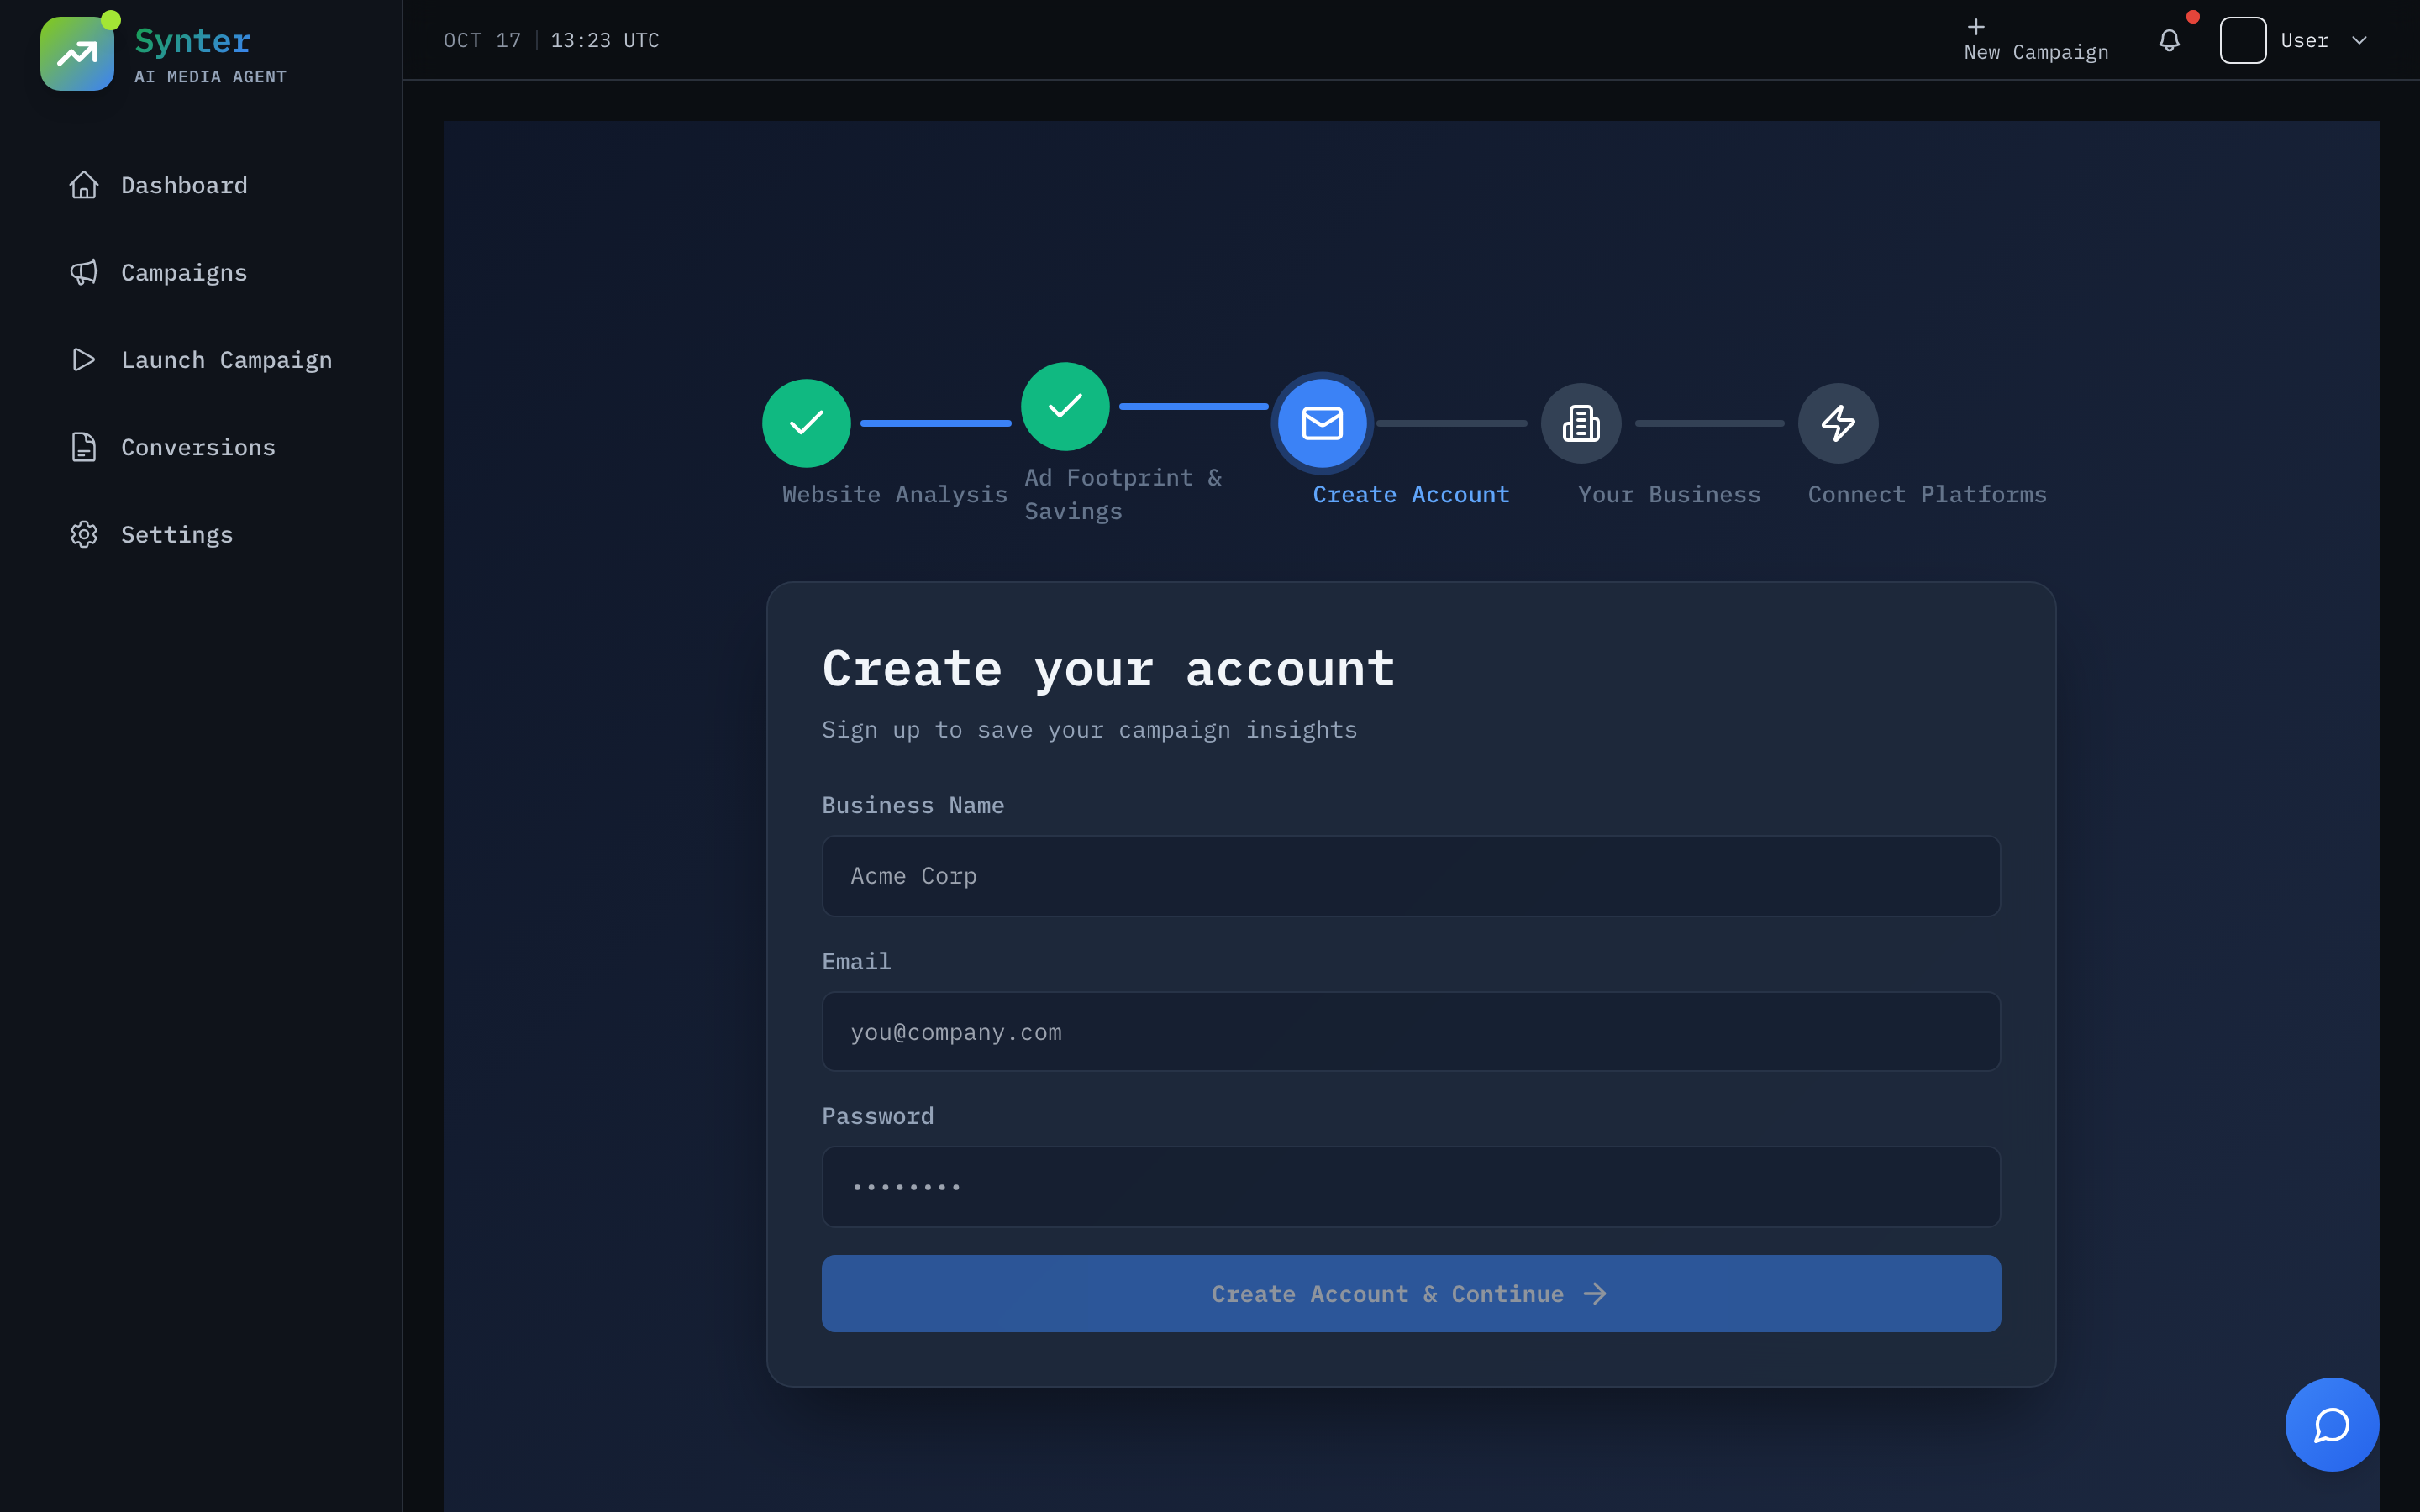 Synter
AI MEDIA AGENT
Dashboard
Campaigns
Launch Campaign
Conversions
Settings
OCT 17 | 13:23 UTC
New Campaign
User
Website Analysis
Ad Footprint &
Savings
Create Account
Your Business
Connect Platforms
Create your account
Sign up to save your campaign insights
Business Name
Acme Corp
Email
you@company.com
Password
••••••••
Create Account & Continue →